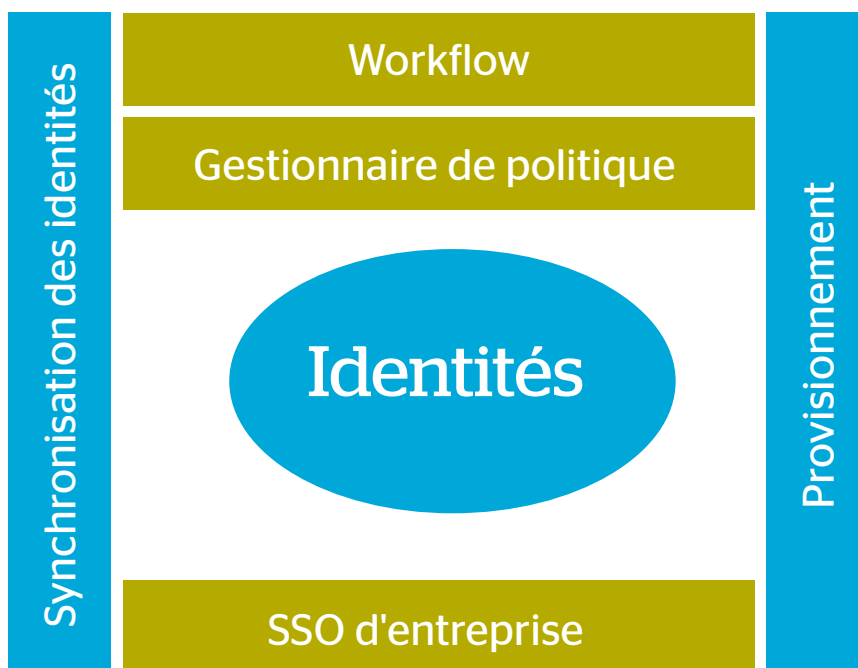 Synchronisation des identités
Workflow
Gestionnaire de politique
Identités
SSO d'entreprise
Provisionnement